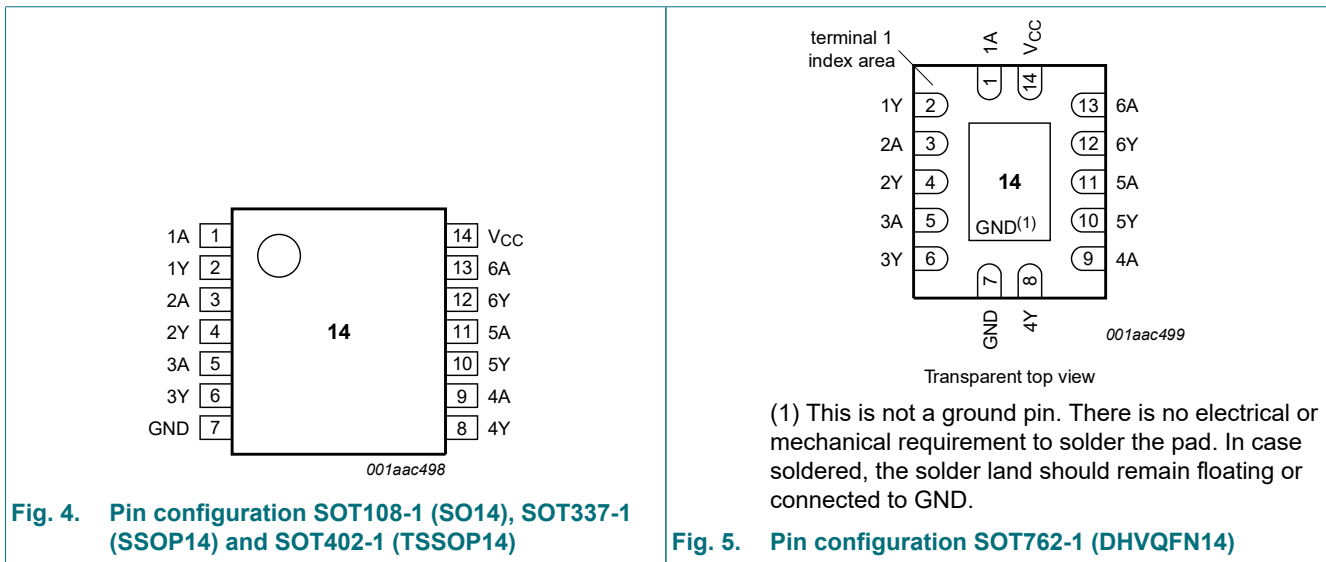 1A 1
1Y 2
2A 3
2Y 4
3A 5
3Y 6
GND 7
14
14 VCC
13 6A
12 6Y
11 5A
10 5Y
9 4A
8 4Y
001aac498
Fig. 4. Pin configuration SOT108-1 (SO14), SOT337-1
(SSOP14) and SOT402-1 (TSSOP14)
terminal 1
index area
1A
VCC
1
14
1Y 2
2A 3
2Y 4
3A 5
3Y 6
14
GND(1)
13 6A
12 6Y
11 5A
10 5Y
9 4A
7
8
GND
4Y
001aac499
Transparent top view
(1) This is not a ground pin. There is no electrical or
mechanical requirement to solder the pad. In case
soldered, the solder land should remain floating or
connected to GND.
Fig. 5. Pin configuration SOT762-1 (DHVQFN14)